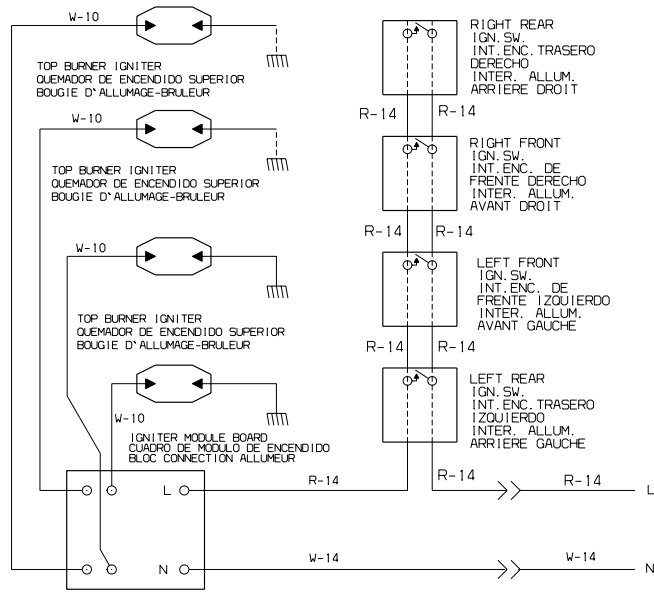 W-10
TOP BURNER IGNITER
QUEMADOR DE ENCENDIDO SUPERIOR
BOUGIE D`ALLUMAGE-BRULEUR
W-10
TOP BURNER IGNITER
QUEMADOR DE ENCENDIDO SUPERIOR
BOUGIE D`ALLUMAGE-BRULEUR
W-10
TOP BURNER IGNITER
QUEMADOR DE ENCENDIDO SUPERIOR
BOUGIE D`ALLUMAGE-BRULEUR
W-10
IGNITER MODULE BOARD
CUADRO DE MODULO DE ENCENDIDO
BLOC CONNECTION ALLUMEUR
RIGHT REAR
IGN.SW.
INT.ENC.TRASERO
DERECHO
INTER. ALLUM.
ARRIERE DROIT
R-14 R-14
RIGHT FRONT
IGN.SW.
INT.ENC. DE
FRENTE DERECHO
INTER. ALLUM.
AVANT DROIT
R-14 R-14
LEFT FRONT
IGN.SW.
INT.ENC. DE
FRENTE IZQUIERDO
INTER. ALLUM.
AVANT GAUCHE
R-14 R-14
LEFT REAR
IGN.SW.
INT.ENC.TRASERO
IZQUIERDO
INTER. ALLUM.
ARRIERE GAUCHE
L R-14 R-14 R-14 L
N W-14 W-14 N